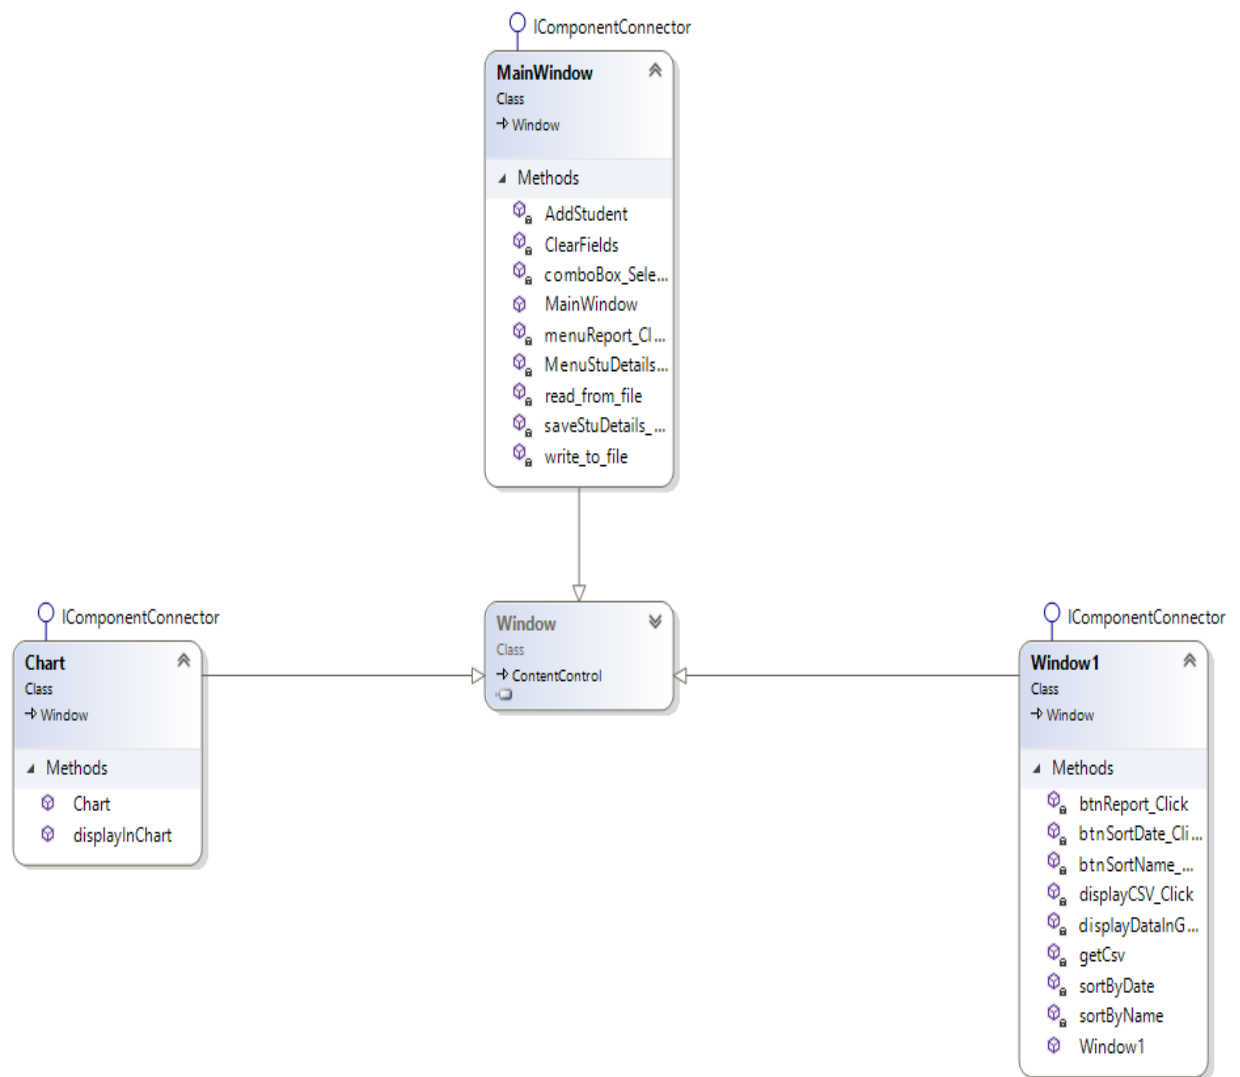 IComponentConnector
MainWindow
Class
Window
Methods
AddStudent
ClearFields
comboBox_Sele...
MainWindow
menuReport_Cl...
MenuStuDetails...
read_from_file
saveStuDetails_...
write_to_file
Window
Class
ContentControl
IComponentConnector
Chart
Class
Window
Methods
Chart
displayInChart
IComponentConnector
Window1
Class
Window
Methods
btnReport_Click
btnSortDate_Cli...
btnSortName_...
displayCSV_Click
displayDataInG...
getCsv
sortByDate
sortByName
Window1